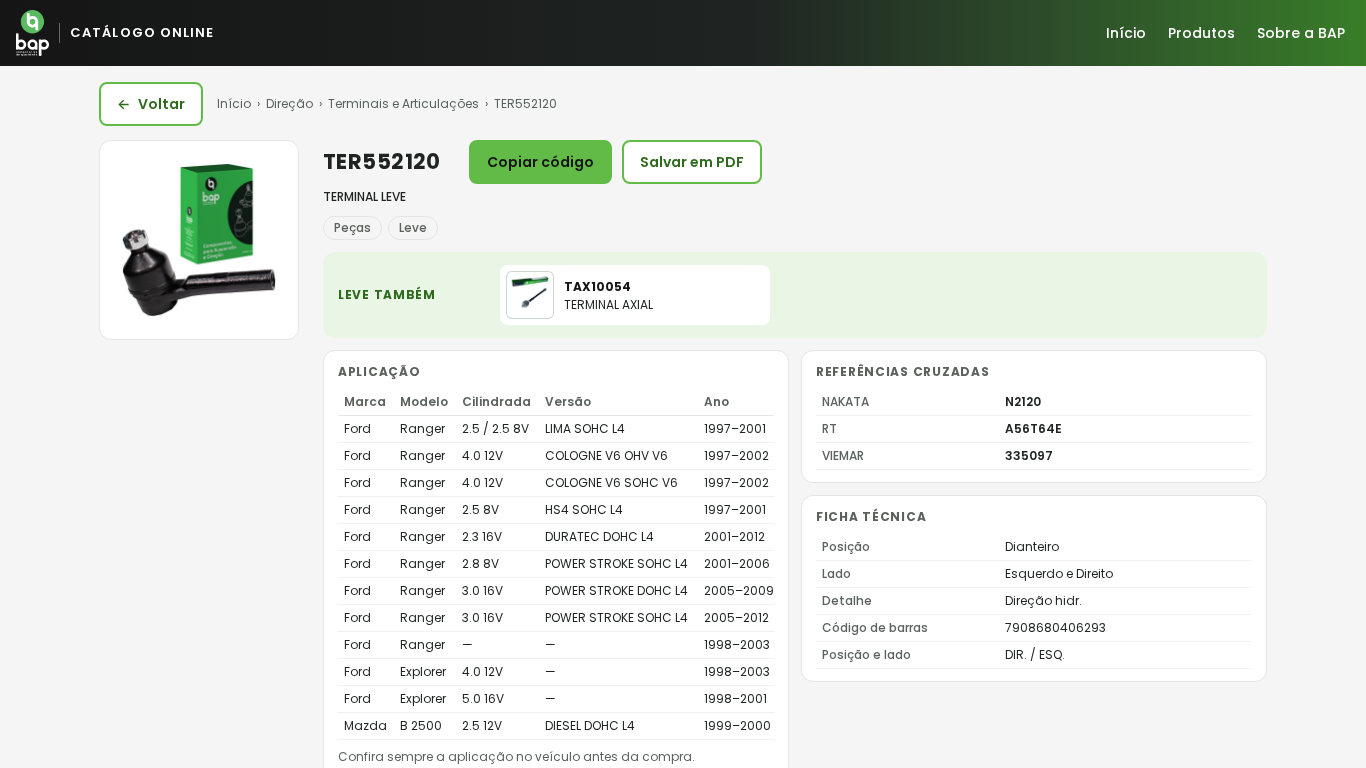 bap
CATÁLOGO ONLINE
Início
Produtos
Sobre a BAP
← Voltar
Início › Direção › Terminais e Articulações › TER552120
bap
TER552120
Copiar código
Salvar em PDF
TERMINAL LEVE
Peças
Leve
LEVE TAMBÉM
TAX10054
TERMINAL AXIAL
APLICAÇÃO
Marca Modelo Cilindrada Versão Ano
Ford Ranger 2.5 / 2.5 8V LIMA SOHC L4 1997–2001
Ford Ranger 4.0 12V COLOGNE V6 OHV V6 1997–2002
Ford Ranger 4.0 12V COLOGNE V6 SOHC V6 1997–2002
Ford Ranger 2.5 8V HS4 SOHC L4 1997–2001
Ford Ranger 2.3 16V DURATEC DOHC L4 2001–2012
Ford Ranger 2.8 8V POWER STROKE SOHC L4 2001–2006
Ford Ranger 3.0 16V POWER STROKE DOHC L4 2005–2009
Ford Ranger 3.0 16V POWER STROKE SOHC L4 2005–2012
Ford Ranger — — 1998–2003
Ford Explorer 4.0 12V — 1998–2003
Ford Explorer 5.0 16V — 1998–2001
Mazda B 2500 2.5 12V DIESEL DOHC L4 1999–2000
Confira sempre a aplicação no veículo antes da compra.
REFERÊNCIAS CRUZADAS
NAKATA N2120
RT A56T64E
VIEMAR 335097
FICHA TÉCNICA
Posição Dianteiro
Lado Esquerdo e Direito
Detalhe Direção hidr.
Código de barras 7908680406293
Posição e lado DIR. / ESQ.